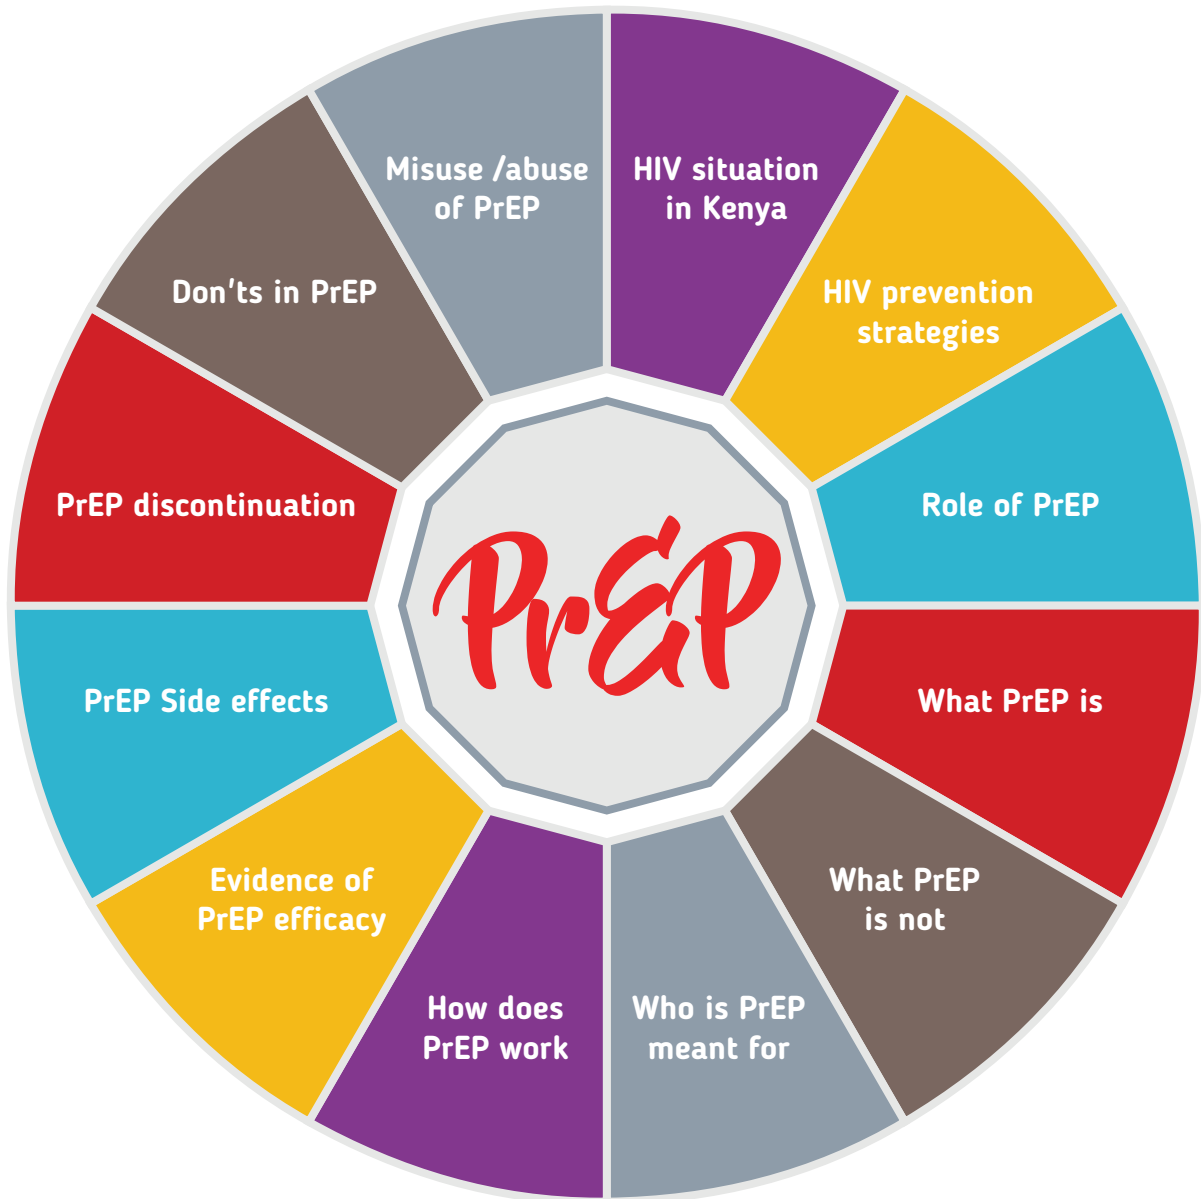 HIV situation
in Kenya
HIV prevention
strategies
Role of PrEP
What PrEP is
What PrEP
is not
Who is PrEP
meant for
How does
PrEP work
Evidence of
PrEP efficacy
PrEP Side effects
PrEP discontinuation
Don'ts in PrEP
Misuse /abuse
of PrEP
PrEP